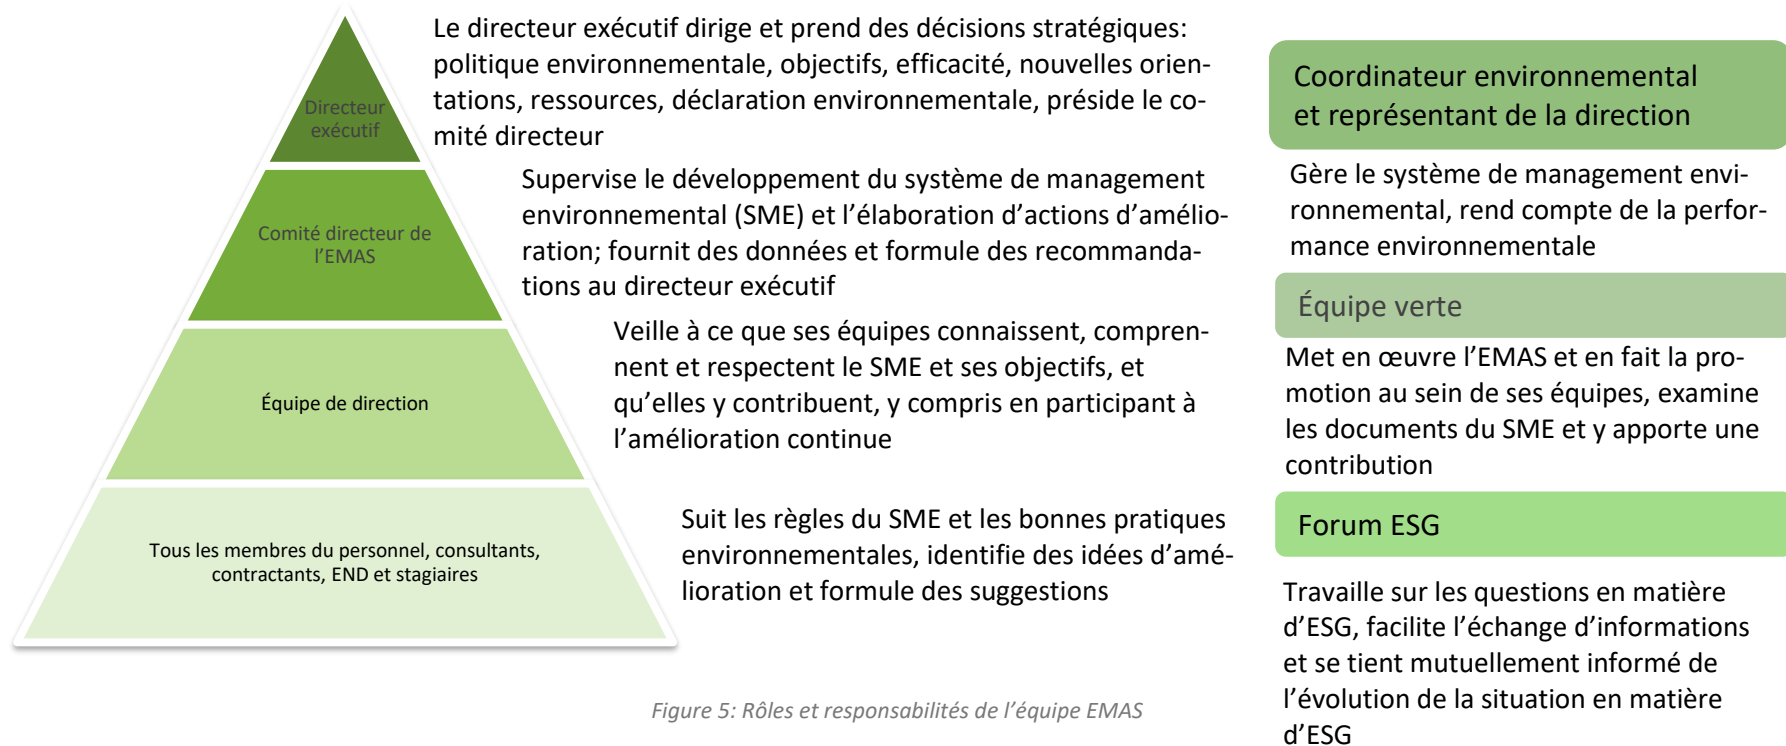 Directeur
exécutif
Le directeur exécutif dirige et prend des décisions stratégiques:
politique environnementale, objectifs, efficacité, nouvelles orien-
tations, ressources, déclaration environnementale, préside le co-
mité directeur
Comité directeur de
l’EMAS
Supervise le développement du système de management
environnemental (SME) et l’élaboration d’actions d’amélio-
ration; fournit des données et formule des recommanda-
tions au directeur exécutif
Équipe de direction
Veille à ce que ses équipes connaissent, compren-
nent et respectent le SME et ses objectifs, et
qu’elles y contribuent, y compris en participant à
l’amélioration continue
Tous les membres du personnel, consultants,
contractants, END et stagiaires
Suit les règles du SME et les bonnes pratiques
environnementales, identifie des idées d’amé-
lioration et formule des suggestions
Coordinateur environnemental
et représentant de la direction
Gère le système de management envi-
ronnemental, rend compte de la perfor-
mance environnementale
Équipe verte
Met en œuvre l’EMAS et en fait la pro-
motion au sein de ses équipes, examine
les documents du SME et y apporte une
contribution
Forum ESG
Travaille sur les questions en matière
d’ESG, facilite l’échange d’informations
et se tient mutuellement informé de
l’évolution de la situation en matière
d’ESG
Figure 5: Rôles et responsabilités de l’équipe EMAS